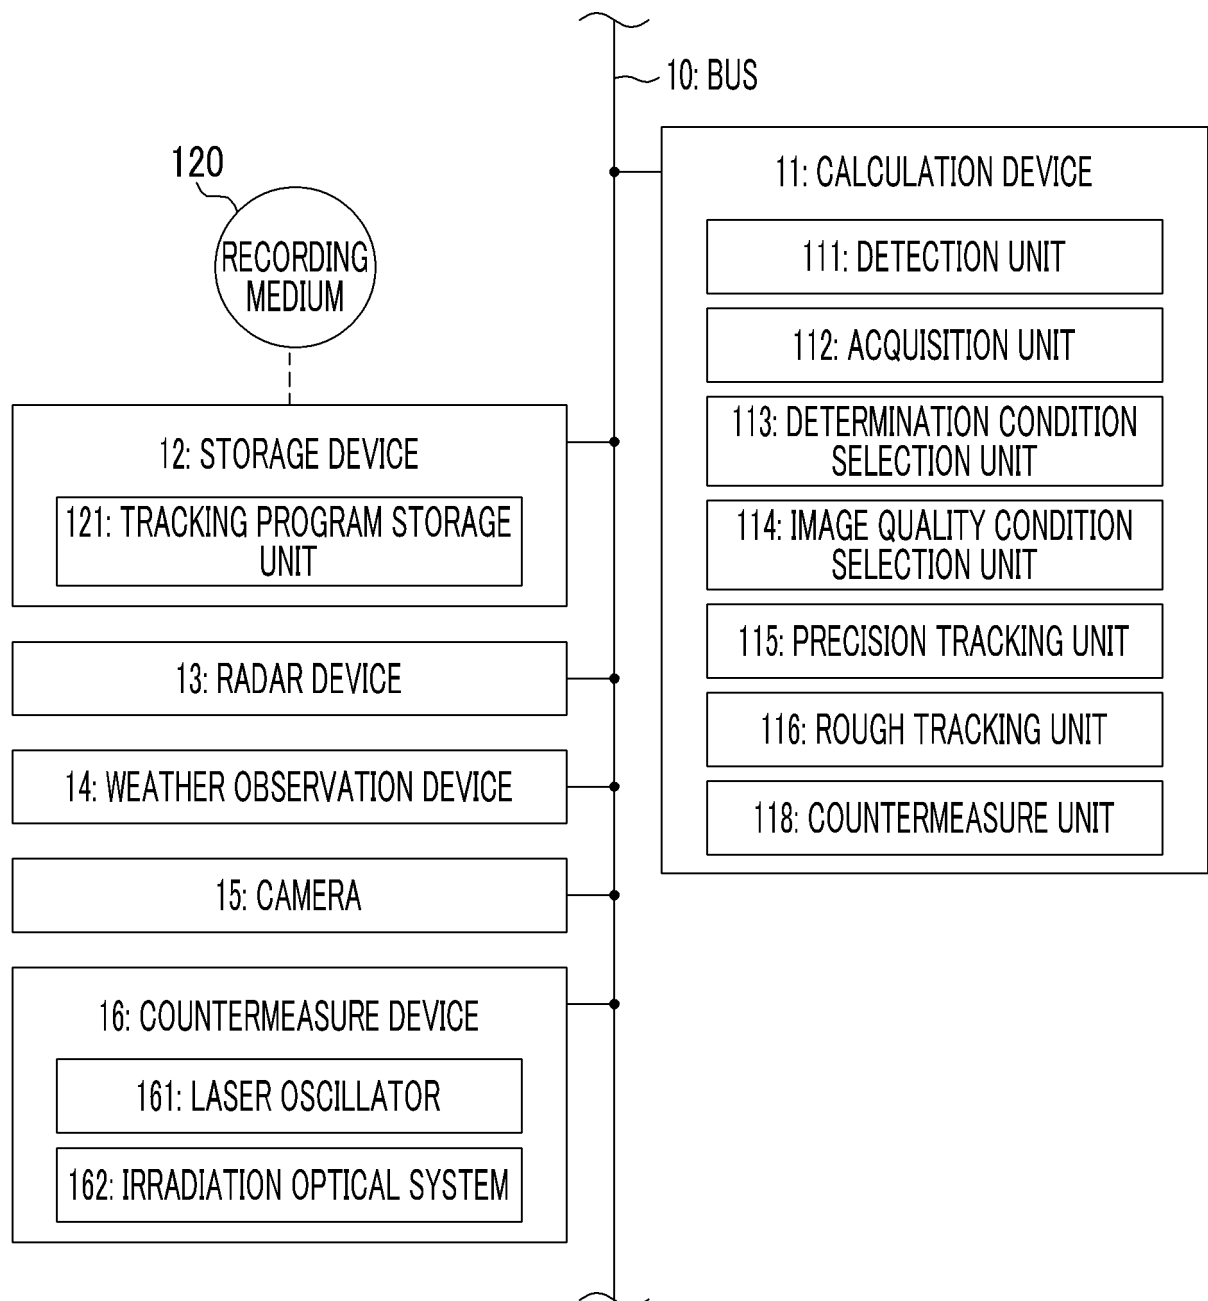 10: BUS
120
RECORDING
MEDIUM
12: STORAGE DEVICE
121: TRACKING PROGRAM STORAGE
UNIT
13: RADAR DEVICE
14: WEATHER OBSERVATION DEVICE
15: CAMERA
16: COUNTERMEASURE DEVICE
161: LASER OSCILLATOR
162: IRRADIATION OPTICAL SYSTEM
11: CALCULATION DEVICE
111: DETECTION UNIT
112: ACQUISITION UNIT
113: DETERMINATION CONDITION
SELECTION UNIT
114: IMAGE QUALITY CONDITION
SELECTION UNIT
115: PRECISION TRACKING UNIT
116: ROUGH TRACKING UNIT
118: COUNTERMEASURE UNIT